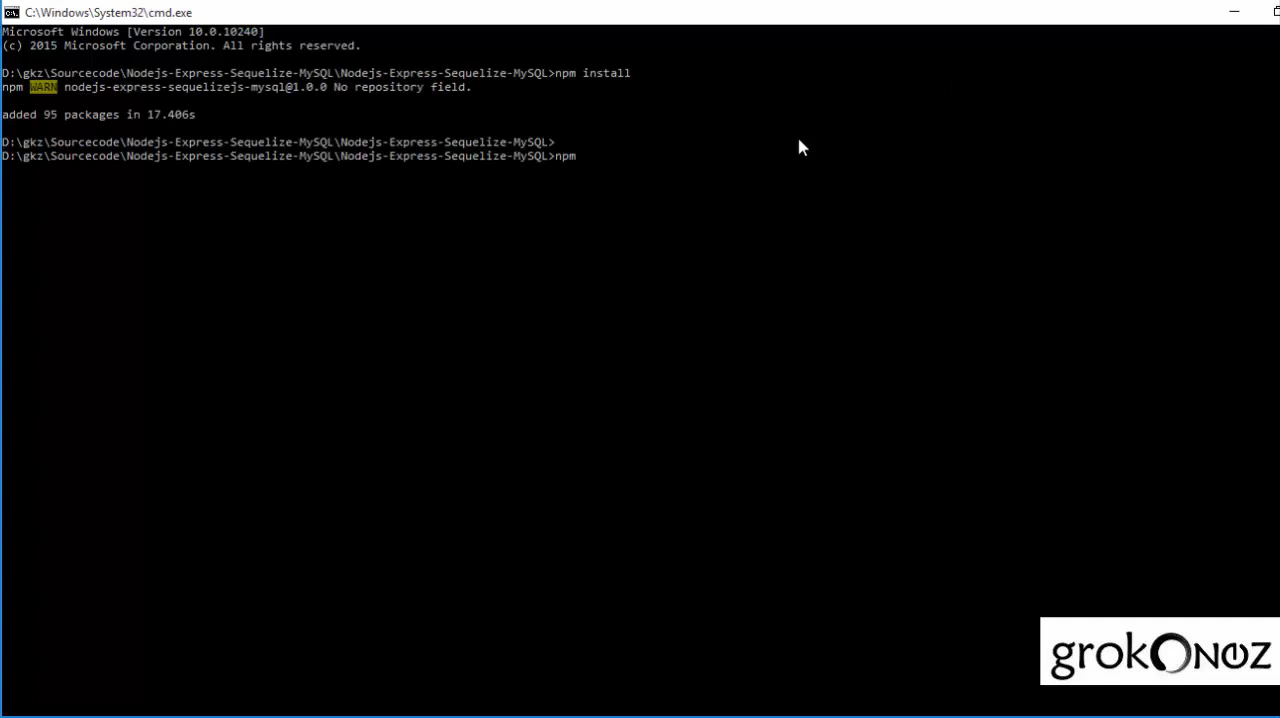 C:\Windows\System32\cmd.exe
Microsoft Windows [Version 10.0.10240]
(c) 2015 Microsoft Corporation. All rights reserved.
D:\gkz\Sourcecode\Nodejs-Express-Sequelize-MySQL\Nodejs-Express-Sequelize-MySQL>npm install
npm WARN nodejs-express-sequelizejs-mysql@1.0.0 No repository field.
added 95 packages in 17.406s
D:\gkz\Sourcecode\Nodejs-Express-Sequelize-MySQL\Nodejs-Express-Sequelize-MySQL>
D:\gkz\Sourcecode\Nodejs-Express-Sequelize-MySQL\Nodejs-Express-Sequelize-MySQL>npm
grokonez